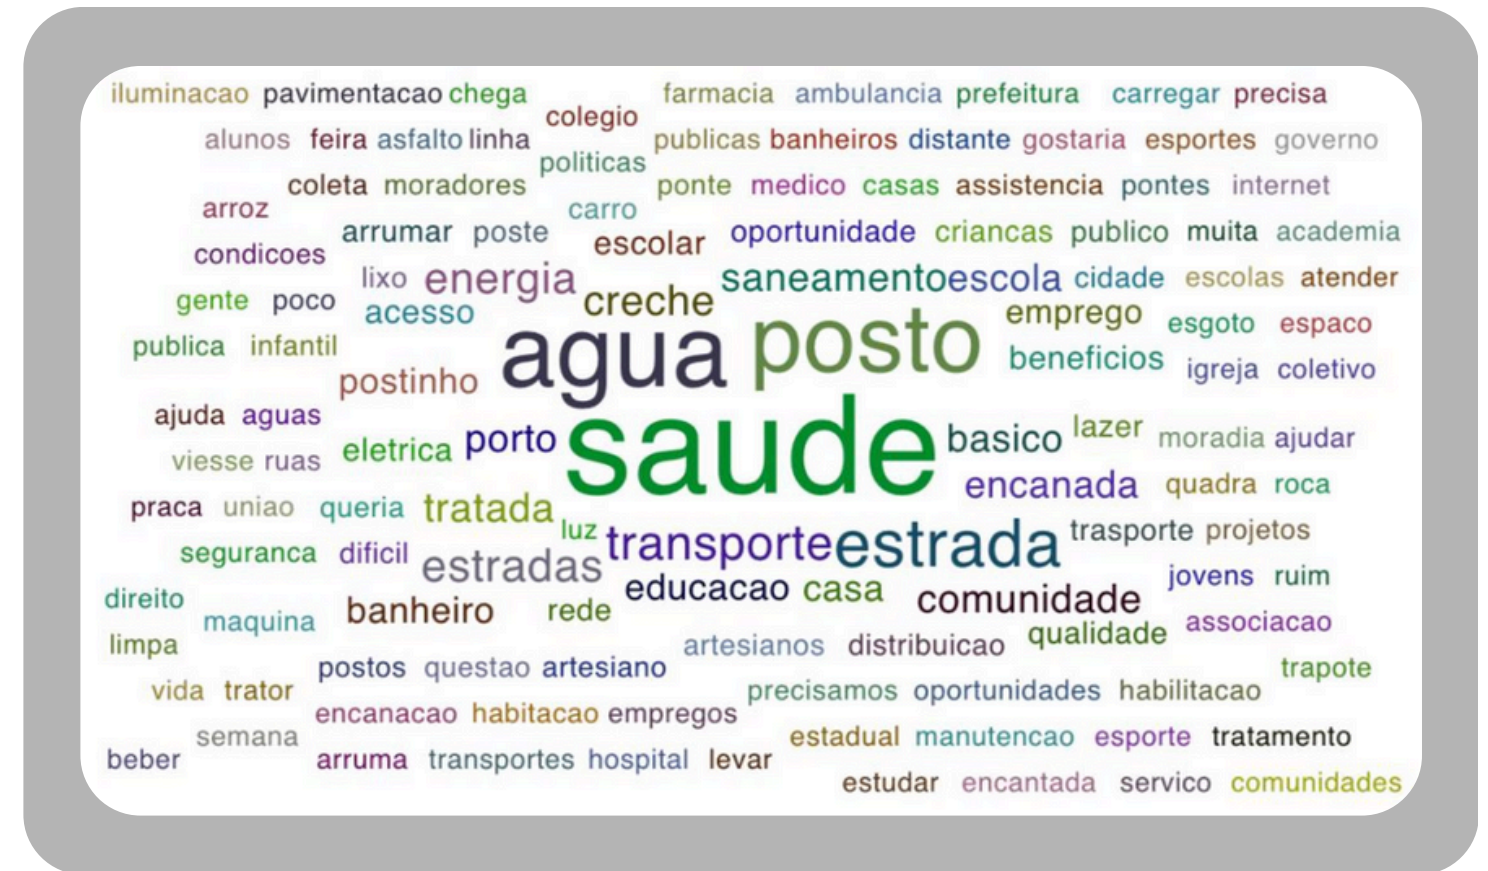 iluminacao pavimentacao chega farmacia ambulancia prefeitura carregar precisa
colegio
alunos feira asfalto linha publicas banheiros distante gostaria esportes governo
politicas
coleta moradores ponte medico casas assistencia pontes internet
arroz carro
arrumar poste escolar oportunidade criancas publico muita academia
condicoes
lixo energia saneamento escola cidade escolas atender
gente poco acesso creche emprego esgoto espaco
publica infantil agua posto beneficios igreja coletivo
postinho
ajuda aguas lazer
viesse ruas eletrica porto saude basico moradia ajudar
encanada quadra roca
praca uniao queria tratada
luz transporte estrada trasporte projetos
seguranca dificil estradas
educacao casa jovens ruim
direito banheiro rede comunidade
maquina qualidade associacao
limpa artesianos distribuicao
postos questao artesiano trapote
vida trator precisamos oportunidades habilitacao
encanacao habitacao empregos
semana estadual manutencao esporte tratamento
beber arruma transportes hospital levar
estudar encantada servico comunidades